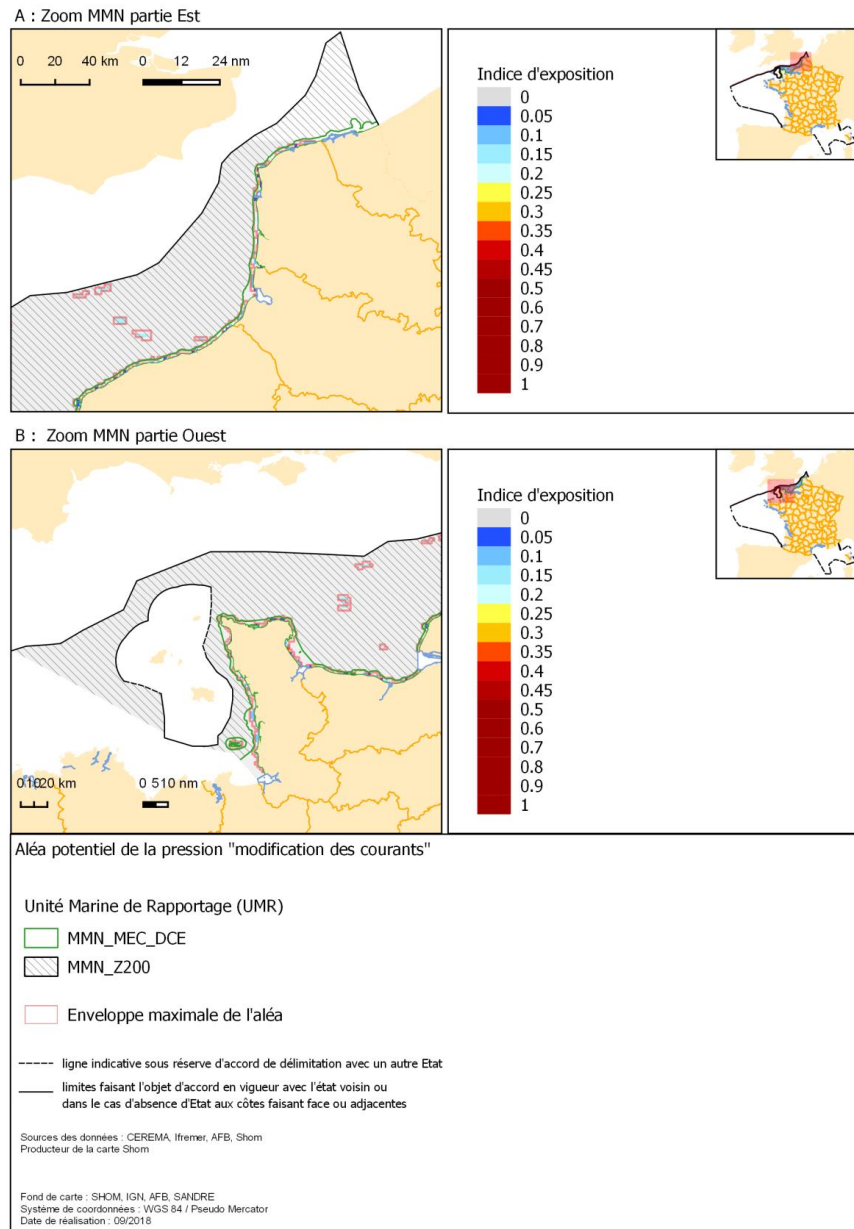 A : Zoom MMN partie Est
0 20 40 km
0 12 24 nm
Indice d'exposition
0
0.05
0.1
0.15
0.2
0.25
0.3
0.35
0.4
0.45
0.5
0.6
0.7
0.8
0.9
1
B : Zoom MMN partie Ouest
0 1020 km
0 510 nm
Indice d'exposition
0
0.05
0.1
0.15
0.2
0.25
0.3
0.35
0.4
0.45
0.5
0.6
0.7
0.8
0.9
1
Aléa potentiel de la pression "modification des courants"
Unité Marine de Rapportage (UMR)
MMN_MEC_DCE
MMN_Z200
Enveloppe maximale de l'aléa
ligne indicative sous réserve d'accord de délimitation avec un autre Etat
limites faisant l'objet d'accord en vigueur avec l'état voisin ou
dans le cas d'absence d'Etat aux côtes faisant face ou adjacentes
Sources des données : CEREMA, Ifremer, AFB, Shom
Producteur de la carte Shom
Fond de carte : SHOM, IGN, AFB, SANDRE
Système de coordonnées : WGS 84 / Pseudo Mercator
Date de réalisation : 09/2018